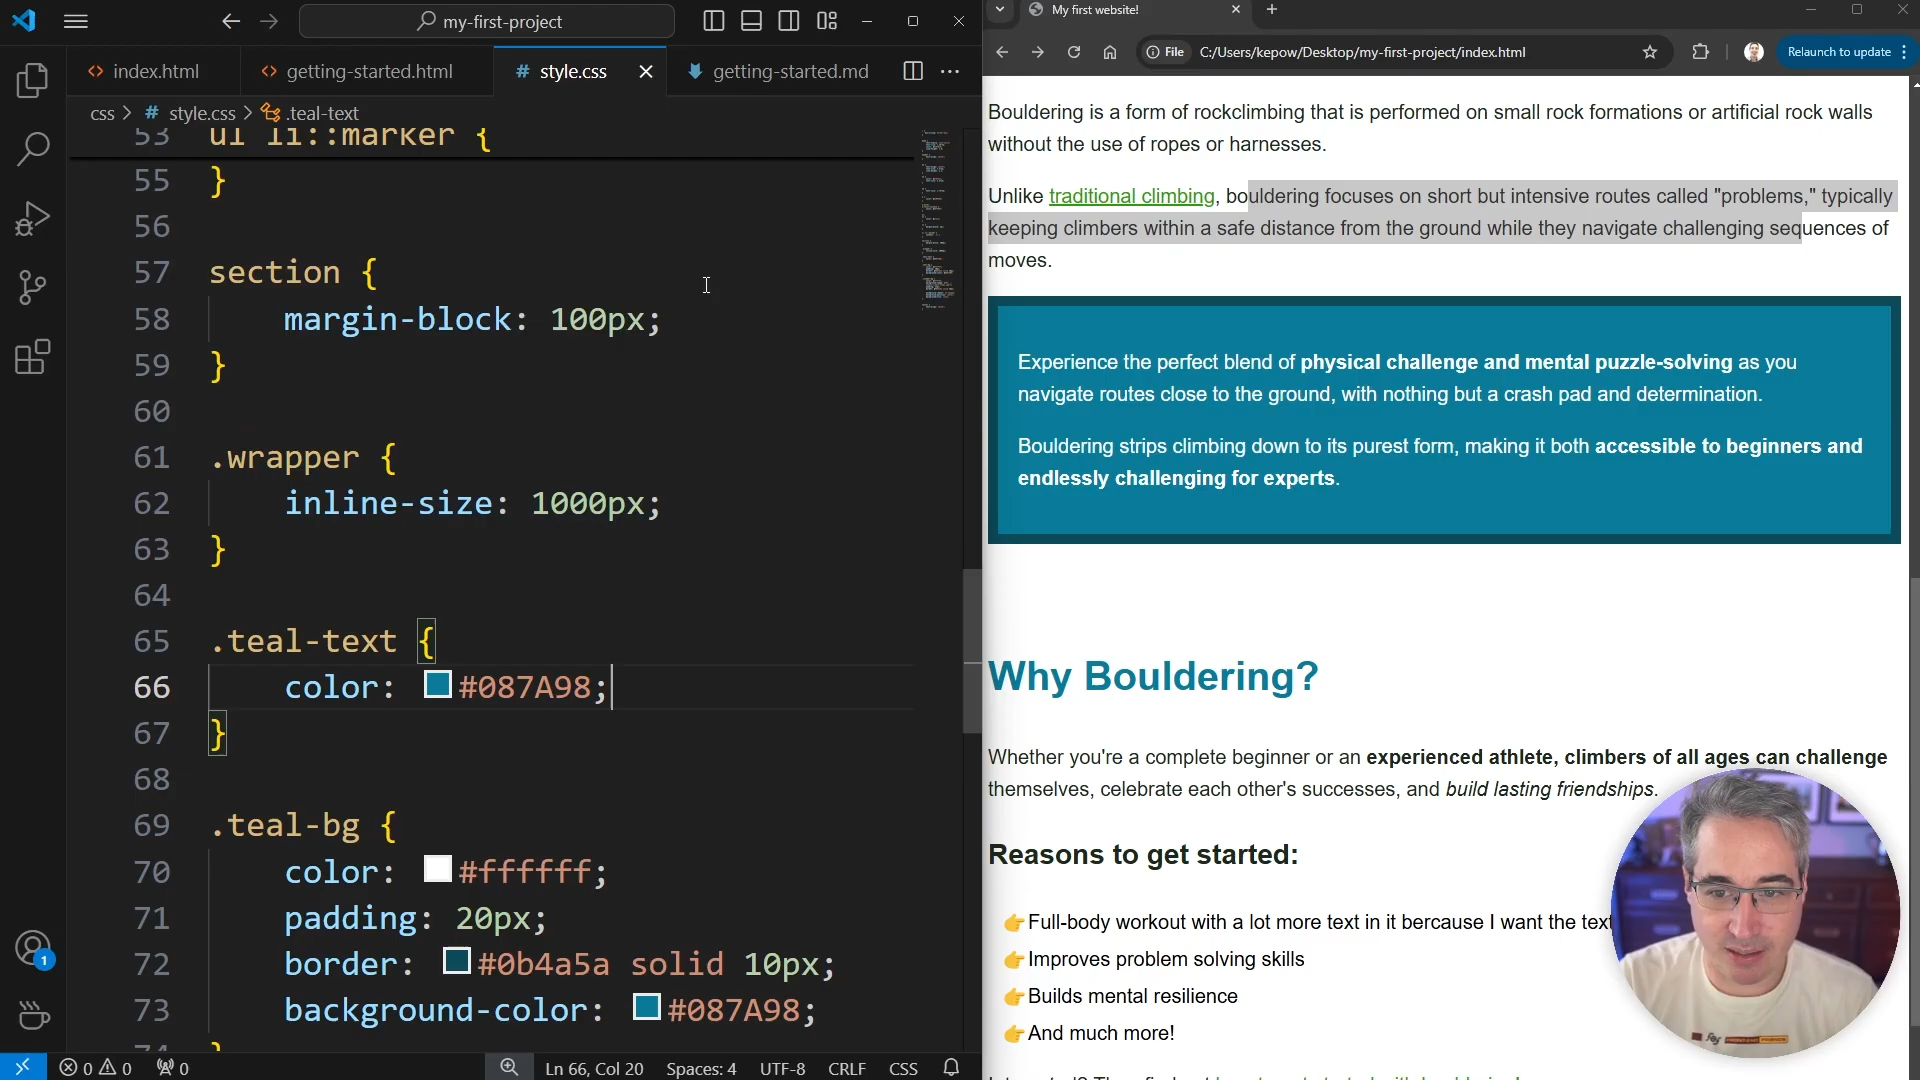 my-first-project
index.html
getting-started.html
style.css
getting-started.md
css > style.css > .teal-text
53 ul li::marker {
55 }
56
57 section {
58 margin-block: 100px;
59 }
60
61 .wrapper {
62 inline-size: 1000px;
63 }
64
65 .teal-text {
66 color: #087A98;
67 }
68
69 .teal-bg {
70 color: #ffffff;
71 padding: 20px;
72 border: #0b4a5a solid 10px;
73 background-color: #087A98;
74 }
1
0 0 0 Ln 66, Col 20 Spaces: 4 UTF-8 CRLF CSS
My first website!
File C:/Users/kepow/Desktop/my-first-project/index.html Relaunch to update
Bouldering is a form of rockclimbing that is performed on small rock formations or artificial rock walls
without the use of ropes or harnesses.
Unlike traditional climbing, bouldering focuses on short but intensive routes called "problems," typically
keeping climbers within a safe distance from the ground while they navigate challenging sequences of
moves.
Experience the perfect blend of physical challenge and mental puzzle-solving as you
navigate routes close to the ground, with nothing but a crash pad and determination.
Bouldering strips climbing down to its purest form, making it both accessible to beginners and
endlessly challenging for experts.
Why Bouldering?
Whether you're a complete beginner or an experienced athlete, climbers of all ages can challenge
themselves, celebrate each other's successes, and build lasting friendships.
Reasons to get started:
👉Full-body workout with a lot more text in it bercause I want the text
👉Improves problem solving skills
👉Builds mental resilience
👉And much more!